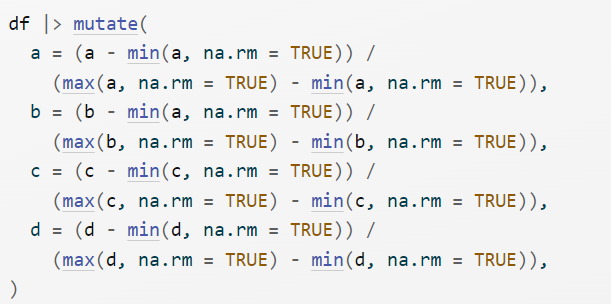 df |> mutate(
  a = (a - min(a, na.rm = TRUE)) /
    (max(a, na.rm = TRUE) - min(a, na.rm = TRUE)),
  b = (b - min(a, na.rm = TRUE)) /
    (max(b, na.rm = TRUE) - min(b, na.rm = TRUE)),
  c = (c - min(c, na.rm = TRUE)) /
    (max(c, na.rm = TRUE) - min(c, na.rm = TRUE)),
  d = (d - min(d, na.rm = TRUE)) /
    (max(d, na.rm = TRUE) - min(d, na.rm = TRUE)),
)